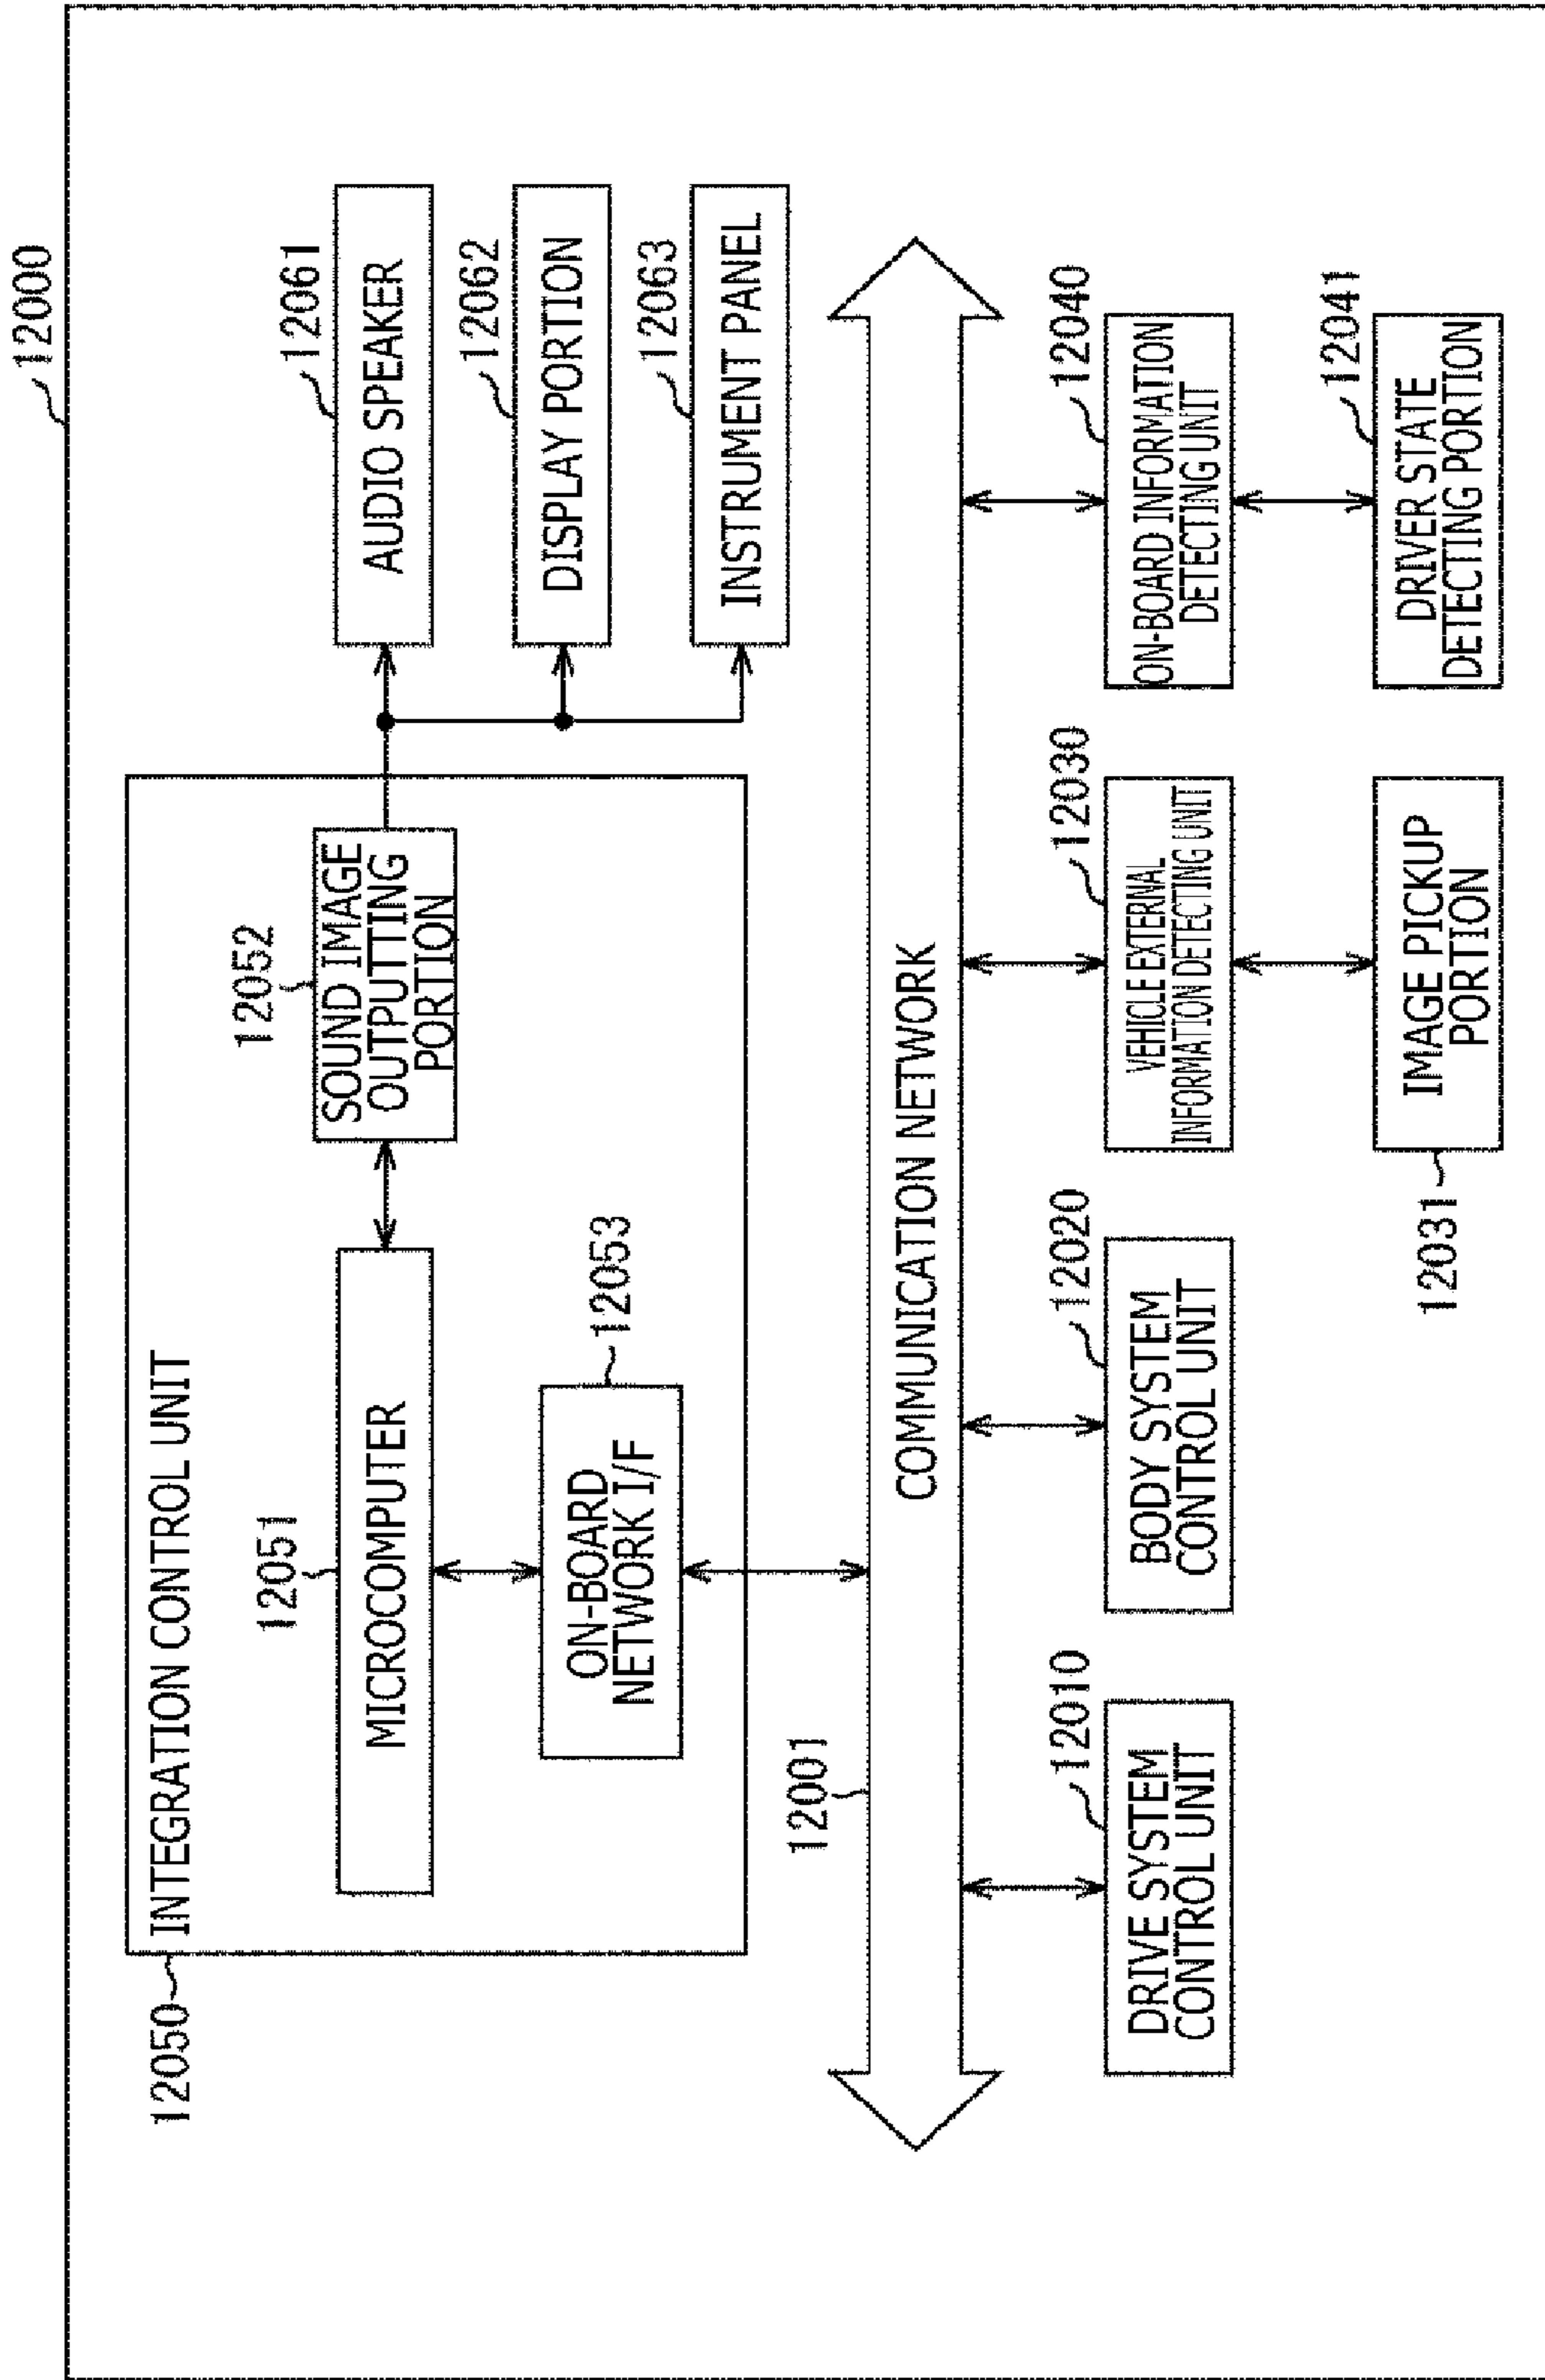 12000
12050
INTEGRATION CONTROL UNIT
12051
MICROCOMPUTER
12052
SOUND IMAGE
OUTPUTTING
PORTION
12053
ON-BOARD
NETWORK I/F
12061
AUDIO SPEAKER
12062
DISPLAY PORTION
12063
INSTRUMENT PANEL
12001
COMMUNICATION NETWORK
12010
DRIVE SYSTEM
CONTROL UNIT
12020
BODY SYSTEM
CONTROL UNIT
12030
VEHICLE EXTERNAL
INFORMATION DETECTING UNIT
12040
ON-BOARD INFORMATION
DETECTING UNIT
12031
IMAGE PICKUP
PORTION
12041
DRIVER STATE
DETECTING PORTION